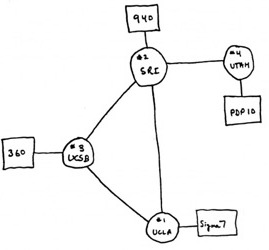 940
#2
SRI
#4
UTAH
PDP10
360
#3
UCSB
#1
UCLA
Sigma7